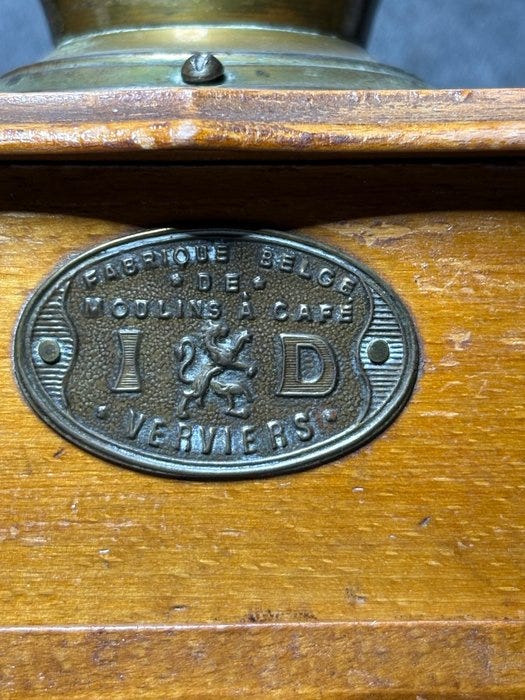 FABRIQUE BELGE
DE
MOULINS À CAFÉ
I D
VERVIERS